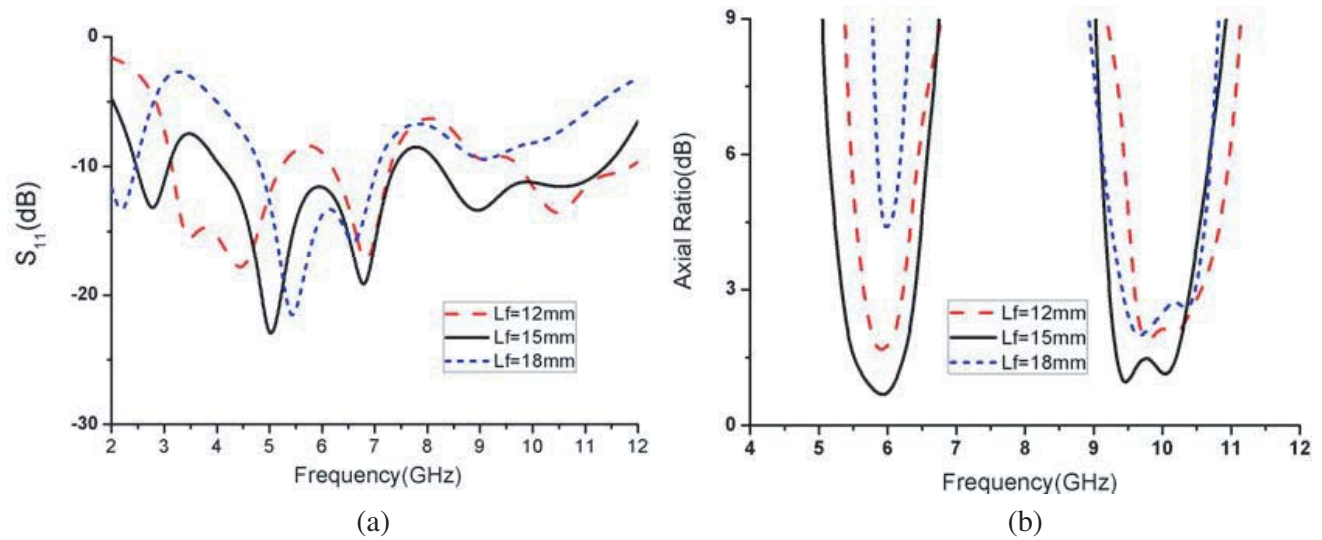 0
-10
-20
-30
S11(dB)
2 3 4 5 6 7 8 9 10 11 12
Frequency(GHz)
Lf=12mm
Lf=15mm
Lf=18mm
(a)
9
6
3
0
Axial Ratio(dB)
4 5 6 7 8 9 10 11 12
Frequency(GHz)
Lf=12mm
Lf=15mm
Lf=18mm
(b)